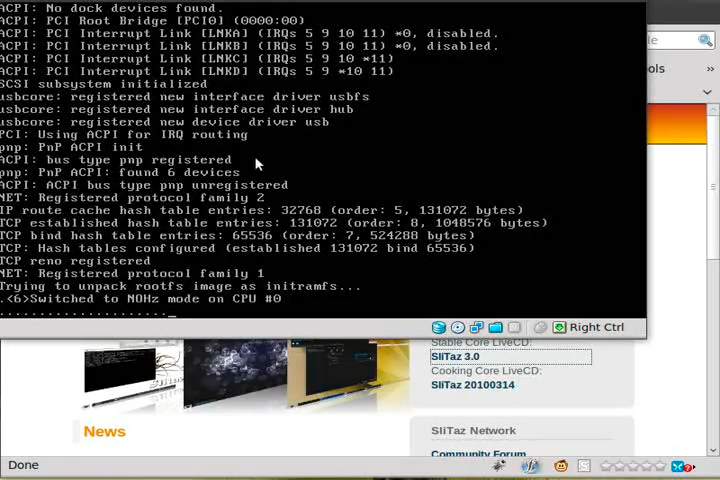 ACPI: No dock devices found.
ACPI: PCI Root Bridge [PCI0] (0000:00)
ACPI: PCI Interrupt Link [LNKA] (IRQs 5 9 10 11) *0, disabled.
ACPI: PCI Interrupt Link [LNKB] (IRQs 5 9 10 11) *0, disabled.
ACPI: PCI Interrupt Link [LNKC] (IRQs 5 9 10 *11)
ACPI: PCI Interrupt Link [LNKD] (IRQs 5 9 *10 11)
SCSI subsystem initialized
usbcore: registered new interface driver usbfs
usbcore: registered new interface driver hub
usbcore: registered new device driver usb
PCI: Using ACPI for IRQ routing
pnp: PnP ACPI init
ACPI: bus type pnp registered
pnp: PnP ACPI: found 6 devices
ACPI: ACPI bus type pnp unregistered
NET: Registered protocol family 2
IP route cache hash table entries: 32768 (order: 5, 131072 bytes)
TCP established hash table entries: 131072 (order: 8, 1048576 bytes)
TCP bind hash table entries: 65536 (order: 7, 524288 bytes)
TCP: Hash tables configured (established 131072 bind 65536)
TCP reno registered
NET: Registered protocol family 1
Trying to unpack rootfs image as initramfs...
.<6>Switched to NOHz mode on CPU #0
......................_
Right Ctrl
le
ols
»
Stable Core LiveCD:
SliTaz 3.0
Cooking Core LiveCD:
SliTaz 20100314
News
SliTaz Network
Community Forum
Done